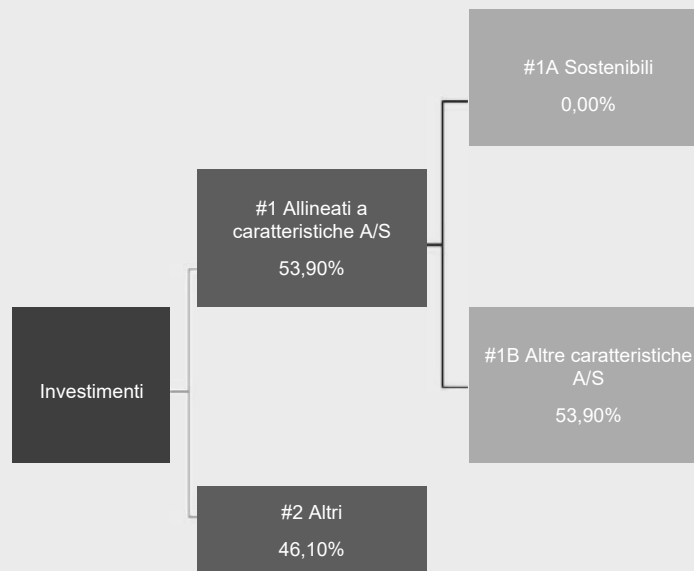 #1A Sostenibili
0,00%
#1 Allineati a
caratteristiche A/S
53,90%
#1B Altre caratteristiche
A/S
53,90%
Investimenti
#2 Altri
46,10%